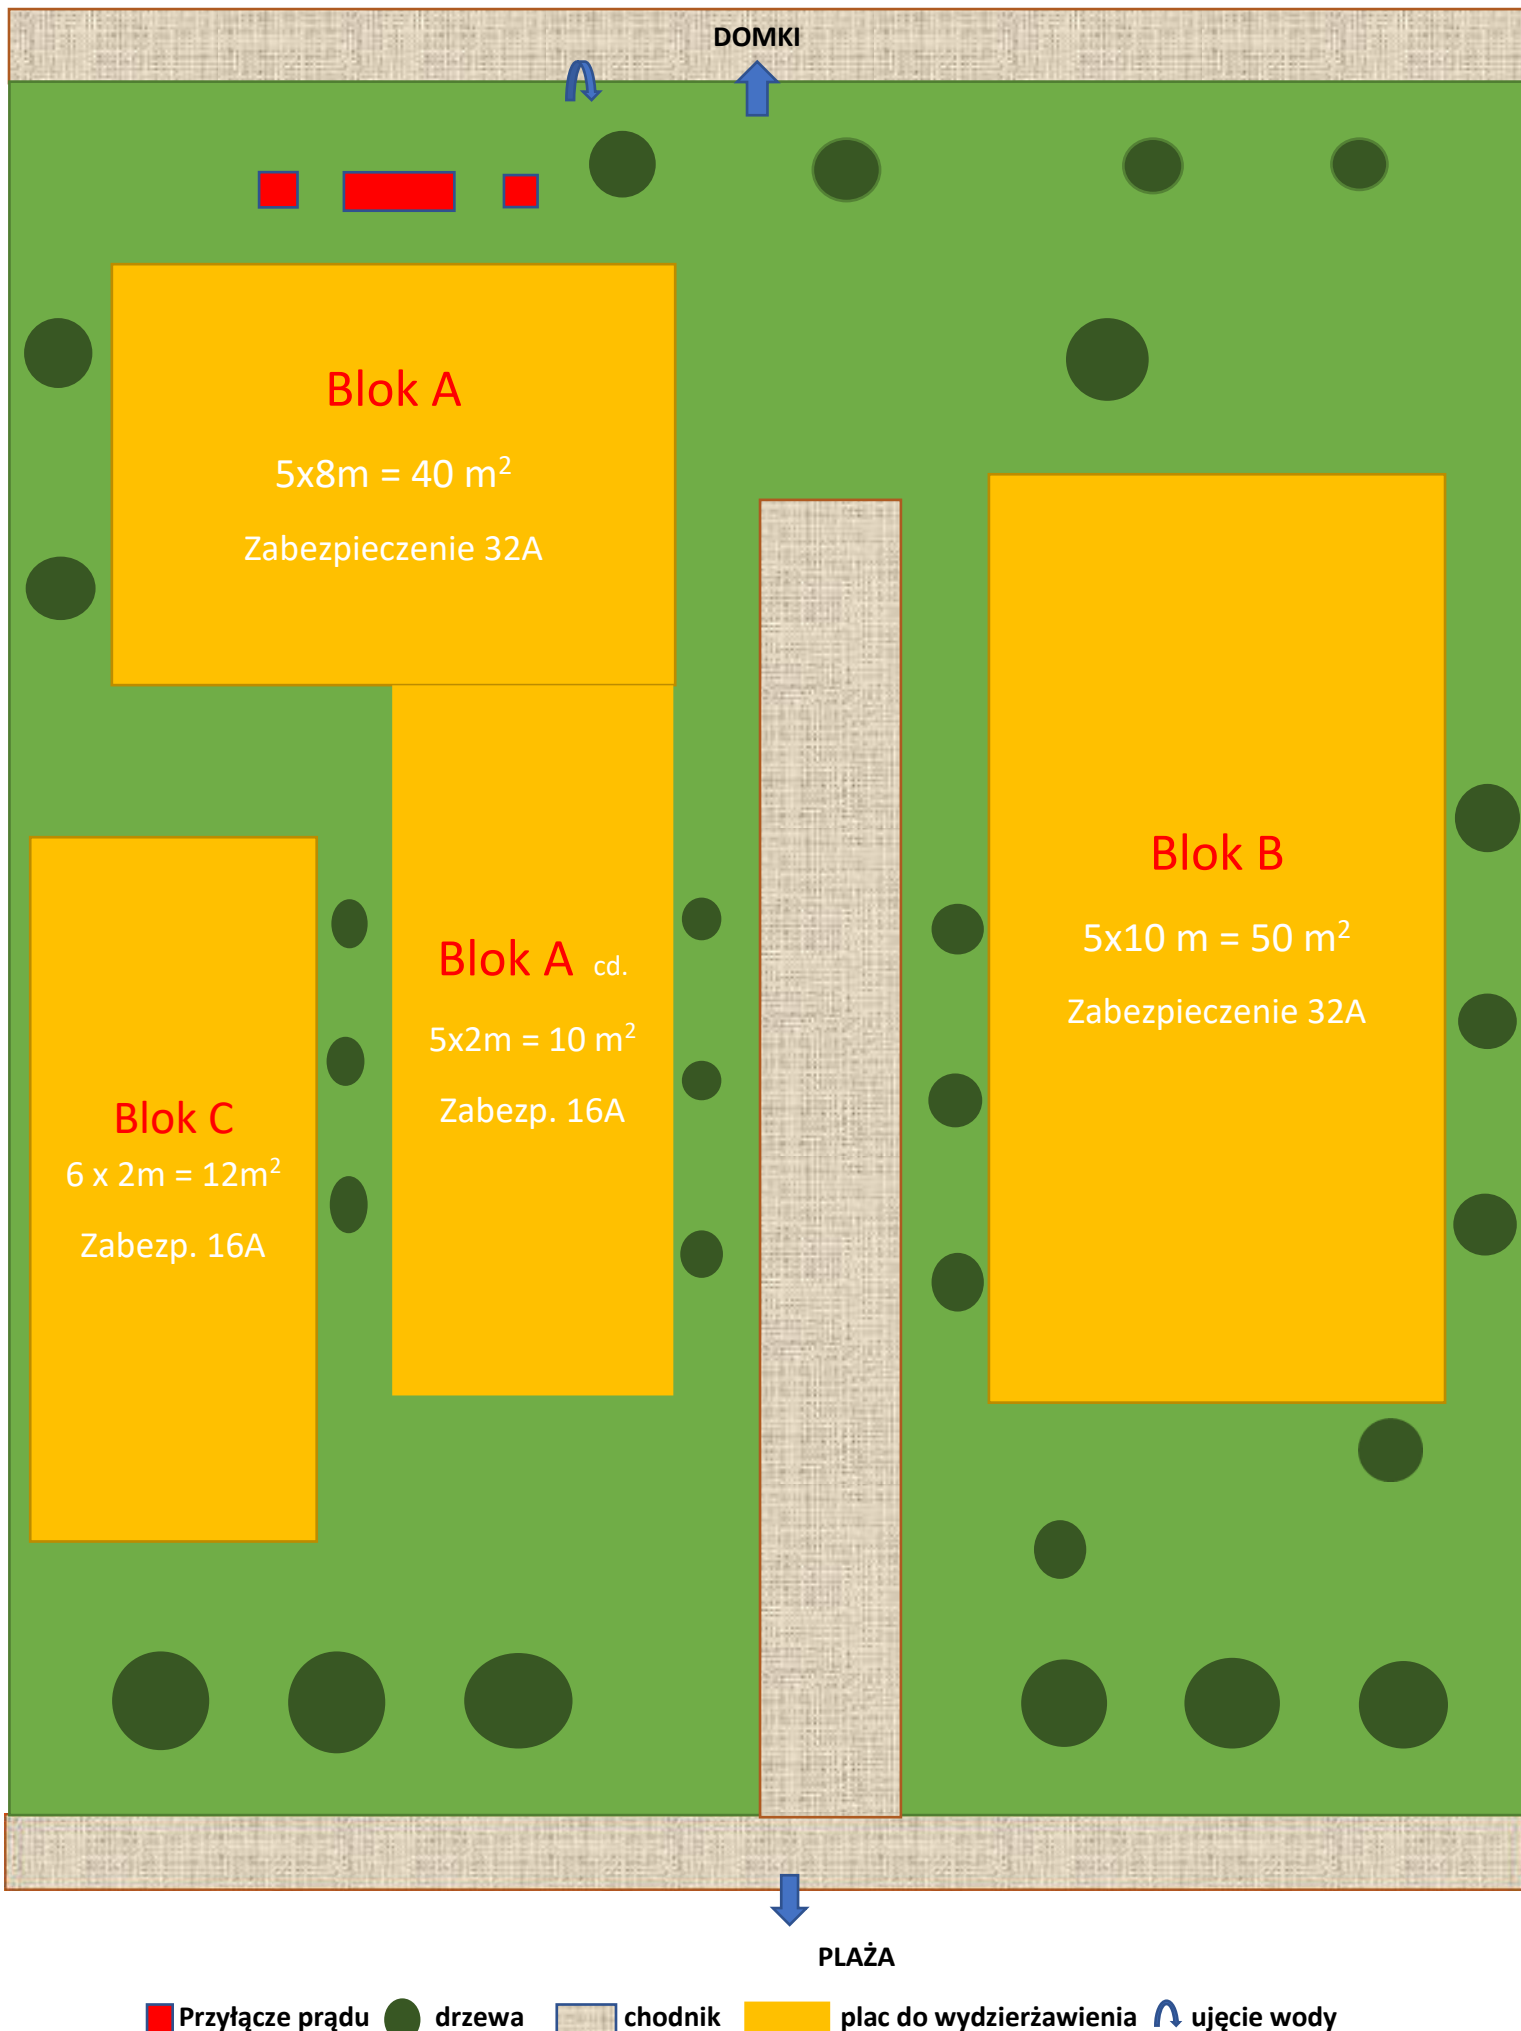 DOMKI
Blok A
5x8m = 40 m²
Zabezpieczenie 32A
Blok B
5x10 m = 50 m²
Zabezpieczenie 32A
Blok A cd.
5x2m = 10 m²
Zabezp. 16A
Blok C
6 x 2m = 12m²
Zabezp. 16A
PLAŻA
Przyłącze prądu drzewa chodnik plac do wydzierżawienia ujęcie wody